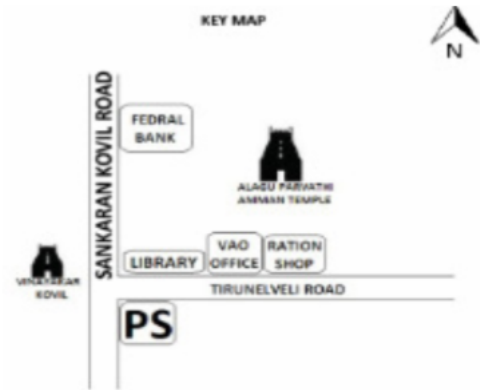 KEY MAP
N
SANKARAN KOVIL ROAD
FEDRAL
BANK
ALAGU PARVATHI
AMMAN TEMPLE
VAO
OFFICE
RATION
SHOP
LIBRARY
VINAYAKAR
KOVIL
TIRUNELVELI ROAD
PS